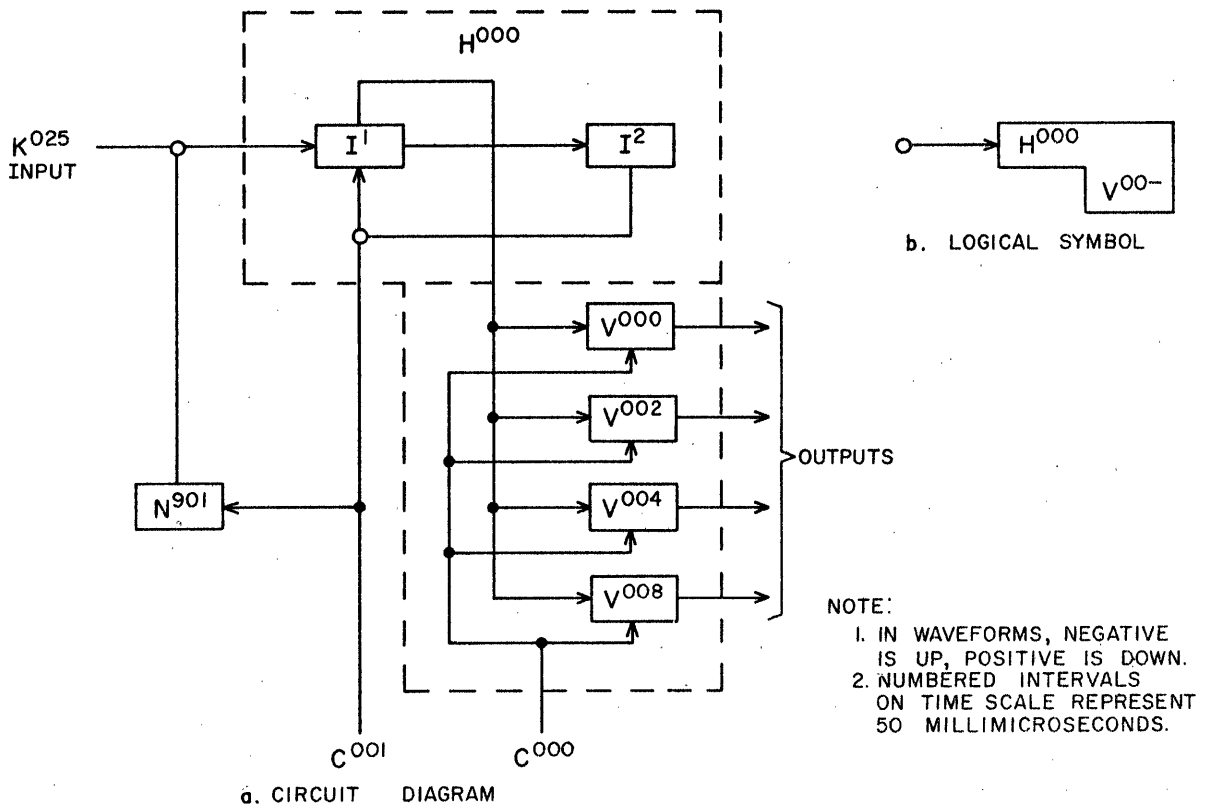 H000
K025
INPUT
I1
I2
H000
V00-
b. LOGICAL SYMBOL
V000
V002
OUTPUTS
N901
V004
V008
NOTE:
1. IN WAVEFORMS, NEGATIVE
IS UP, POSITIVE IS DOWN.
2. NUMBERED INTERVALS
ON TIME SCALE REPRESENT
50 MILLIMICROSECONDS.
C001
C000
a. CIRCUIT DIAGRAM